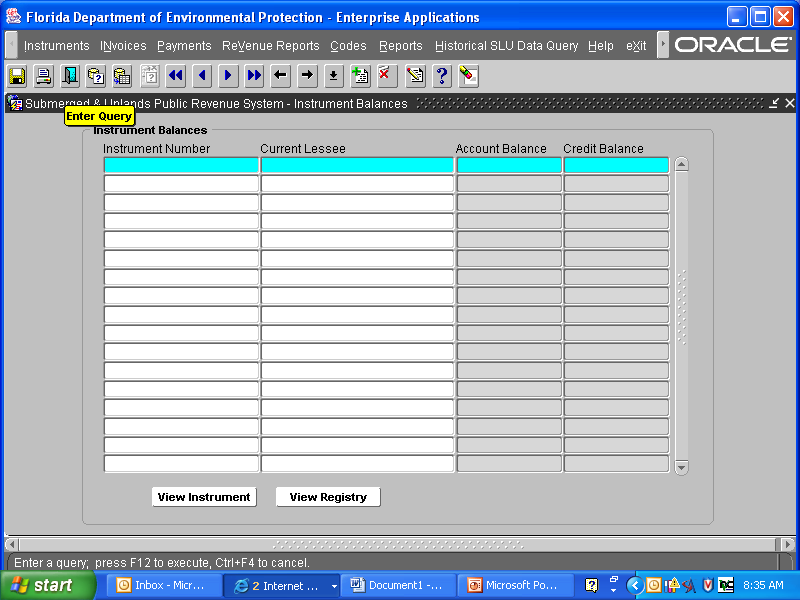 Florida Department of Environmental Protection - Enterprise Applications
Instruments INvoices Payments ReVenue Reports Codes Reports Historical SLU Data Query Help eXit ORACLE
Submerged & Uplands Public Revenue System - Instrument Balances
Enter Query
Instrument Balances
Instrument Number Current Lessee Account Balance Credit Balance
View Instrument View Registry
Enter a query; press F12 to execute, Ctrl+F4 to cancel.
start Inbox - Micr... 2 Internet ... Document1 -... Microsoft Po... 8:35 AM